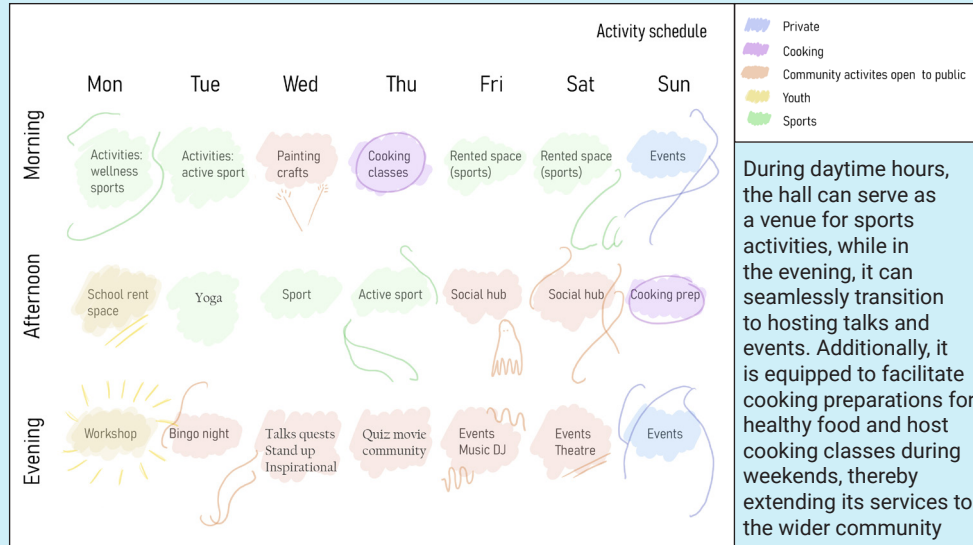 Activity schedule
Mon Tue Wed Thu Fri Sat Sun
Morning
Activities:
wellness
sports
Activities:
active sport
Painting
crafts
Cooking
classes
Rented space
(sports)
Rented space
(sports)
Events
Afternoon
School rent
space
Yoga
Sport
Active sport
Social hub
Social hub
Cooking prep
Evening
Workshop
Bingo night
Talks quests
Stand up
Inspirational
Quiz movie
community
Events
Music DJ
Events
Theatre
Events
Private
Cooking
Community activites open to public
Youth
Sports
During daytime hours,
the hall can serve as
a venue for sports
activities, while in
the evening, it can
seamlessly transition
to hosting talks and
events. Additionally, it
is equipped to facilitate
cooking preparations for
healthy food and host
cooking classes during
weekends, thereby
extending its services to
the wider community